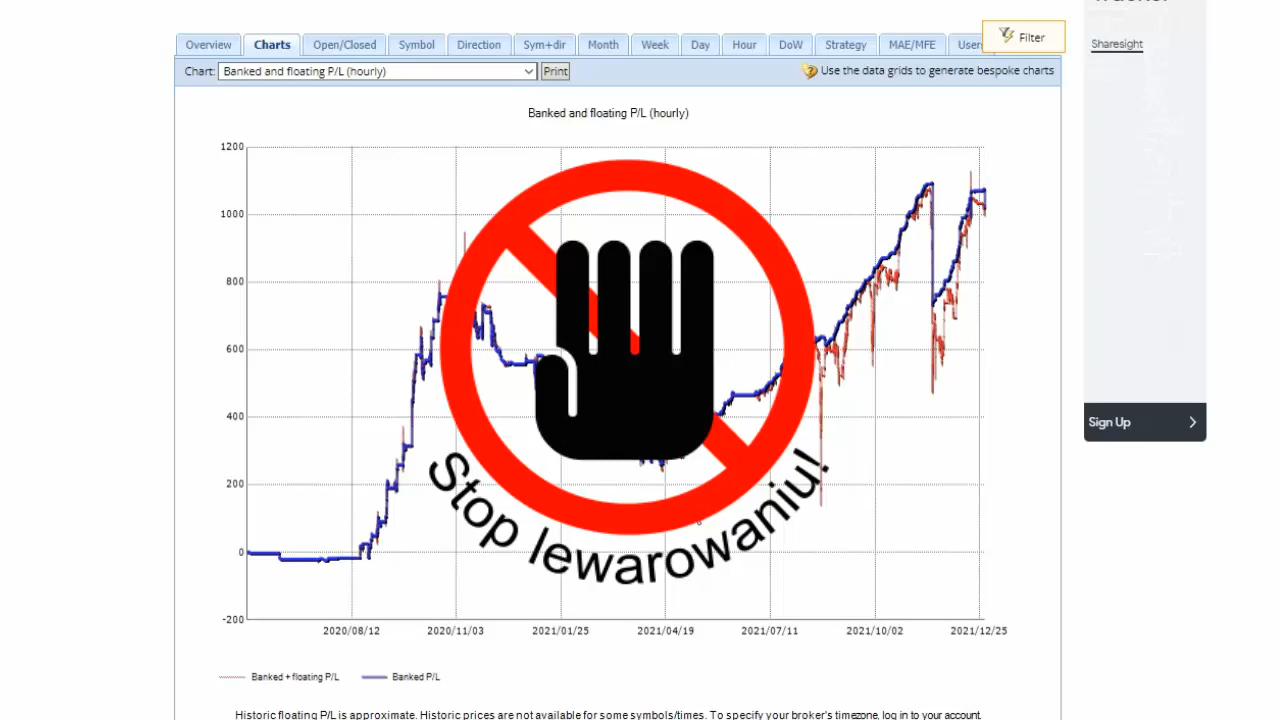 Overview Charts Open/Closed Symbol Direction Sym+dir Month Week Day Hour DoW Strategy MAE/MFE Filter
Sharesight
Chart: Banked and floating P/L (hourly) Print Use the data grids to generate bespoke charts
Banked and floating P/L (hourly)
1200
1000
800
600
400
200
0
-200
Stop lewarowaniu!
Sign Up
2020/08/12 2020/11/03 2021/01/25 2021/04/19 2021/07/11 2021/10/02 2021/12/25
Banked + floating P/L Banked P/L
Historic floating P/L is approximate. Historic prices are not available for some symbols/times. To specify your broker's timezone, log in to your account.